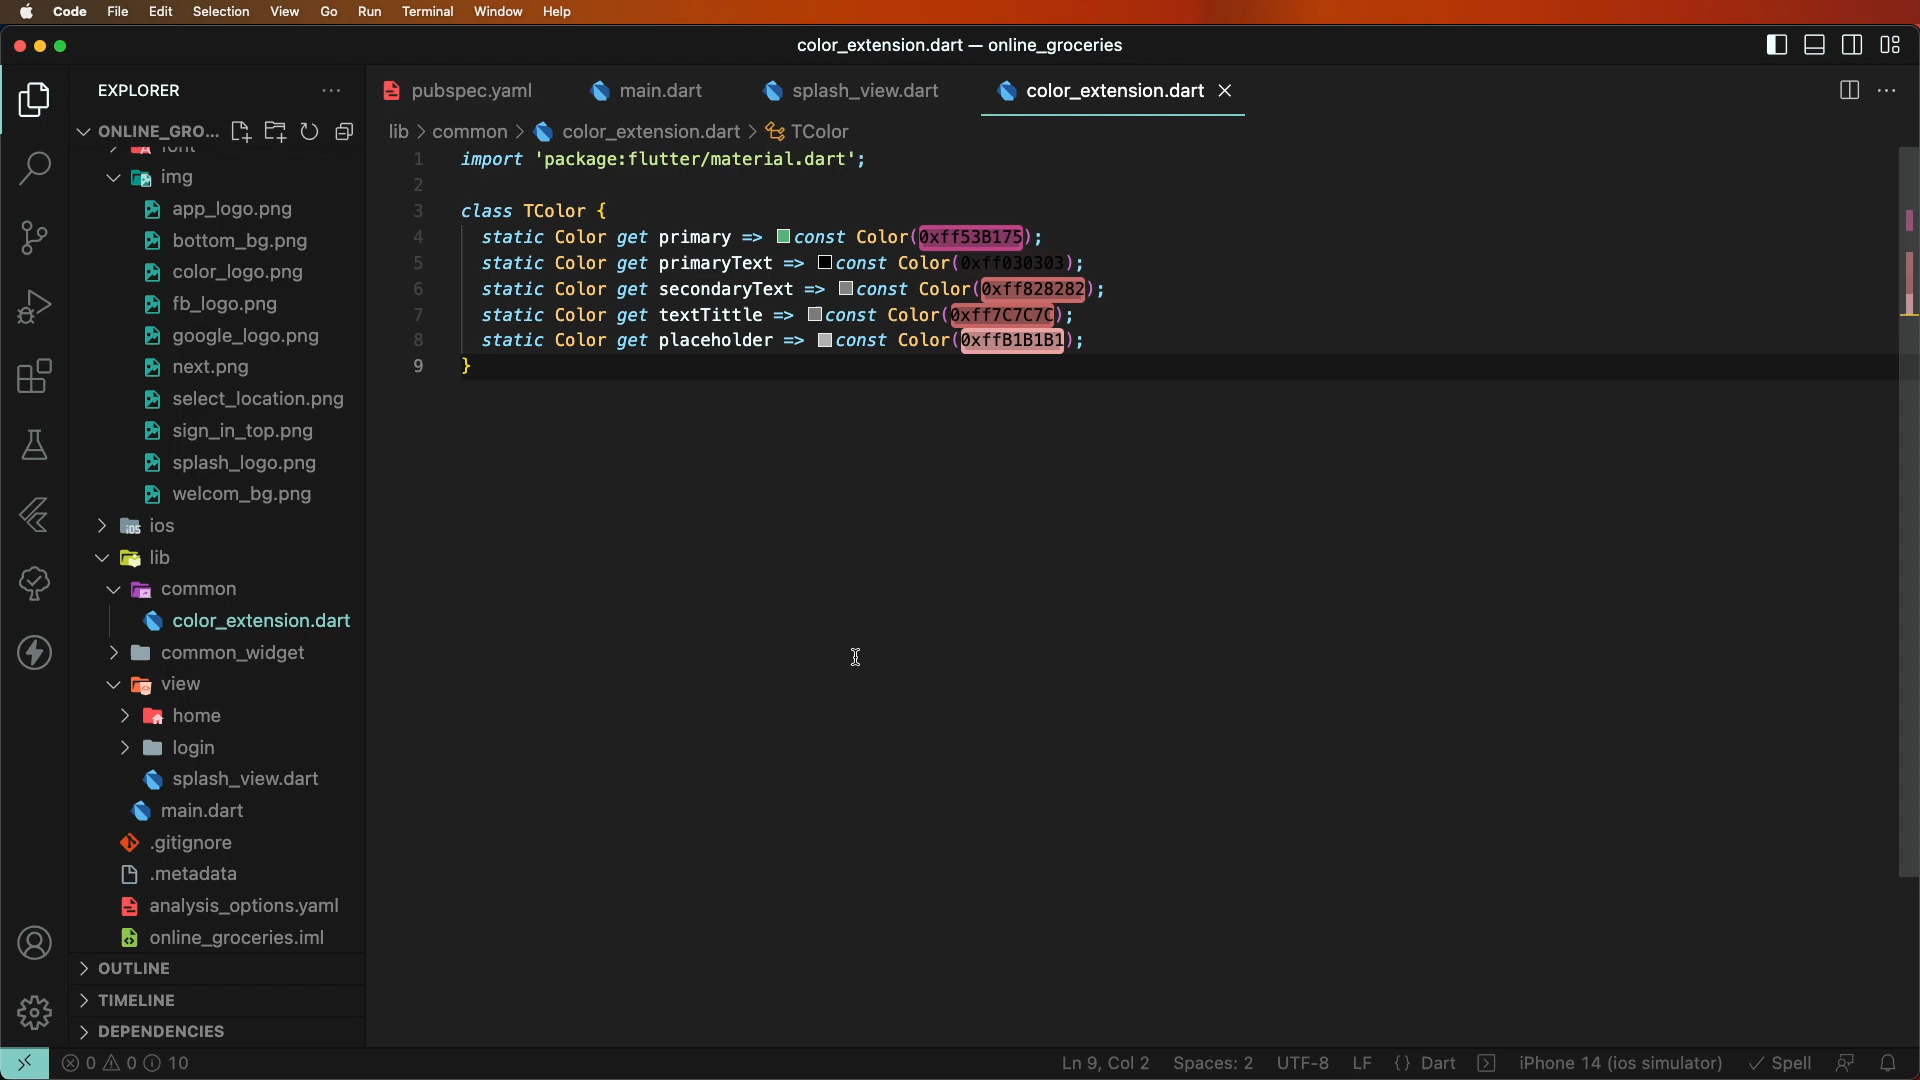 Code File Edit Selection View Go Run Terminal Window Help
color_extension.dart — online_groceries
EXPLORER
pubspec.yaml main.dart splash_view.dart color_extension.dart
ONLINE_GRO...
lib > common > color_extension.dart > TColor
font
img
app_logo.png
bottom_bg.png
color_logo.png
fb_logo.png
google_logo.png
next.png
select_location.png
sign_in_top.png
splash_logo.png
welcom_bg.png
ios
lib
common
color_extension.dart
common_widget
view
home
login
splash_view.dart
main.dart
.gitignore
.metadata
analysis_options.yaml
online_groceries.iml
OUTLINE
TIMELINE
DEPENDENCIES
1 import 'package:flutter/material.dart';
2
3 class TColor {
4 static Color get primary => const Color(0xff53B175);
5 static Color get primaryText => const Color(0xff030303);
6 static Color get secondaryText => const Color(0xff828282);
7 static Color get textTittle => const Color(0xff7C7C7C);
8 static Color get placeholder => const Color(0xffB1B1B1);
9 }
0 0 10 Ln 9, Col 2 Spaces: 2 UTF-8 LF {} Dart iPhone 14 (ios simulator) Spell